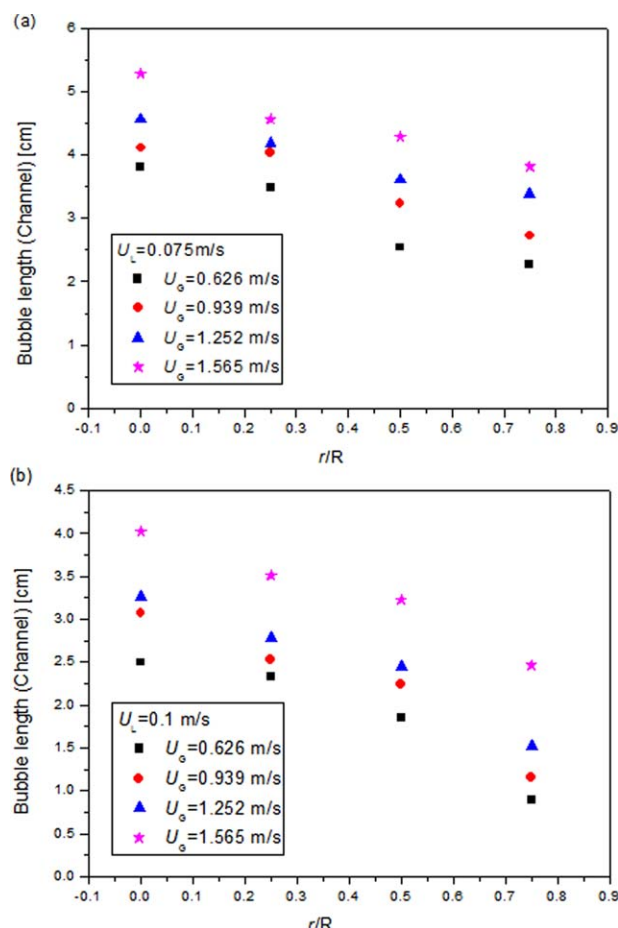 (a)
Bubble length (Channel) [cm]
6
5
4
3
2
1
0
U_L=0.075m/s
U_G=0.626 m/s
U_G=0.939 m/s
U_G=1.252 m/s
U_G=1.565 m/s
-0.1 0.0 0.1 0.2 0.3 0.4 0.5 0.6 0.7 0.8 0.9
r/R
(b)
Bubble length (Channel) [cm]
4.5
4.0
3.5
3.0
2.5
2.0
1.5
1.0
0.5
0.0
U_L=0.1 m/s
U_G=0.626 m/s
U_G=0.939 m/s
U_G=1.252 m/s
U_G=1.565 m/s
-0.1 0.0 0.1 0.2 0.3 0.4 0.5 0.6 0.7 0.8 0.9
r/R